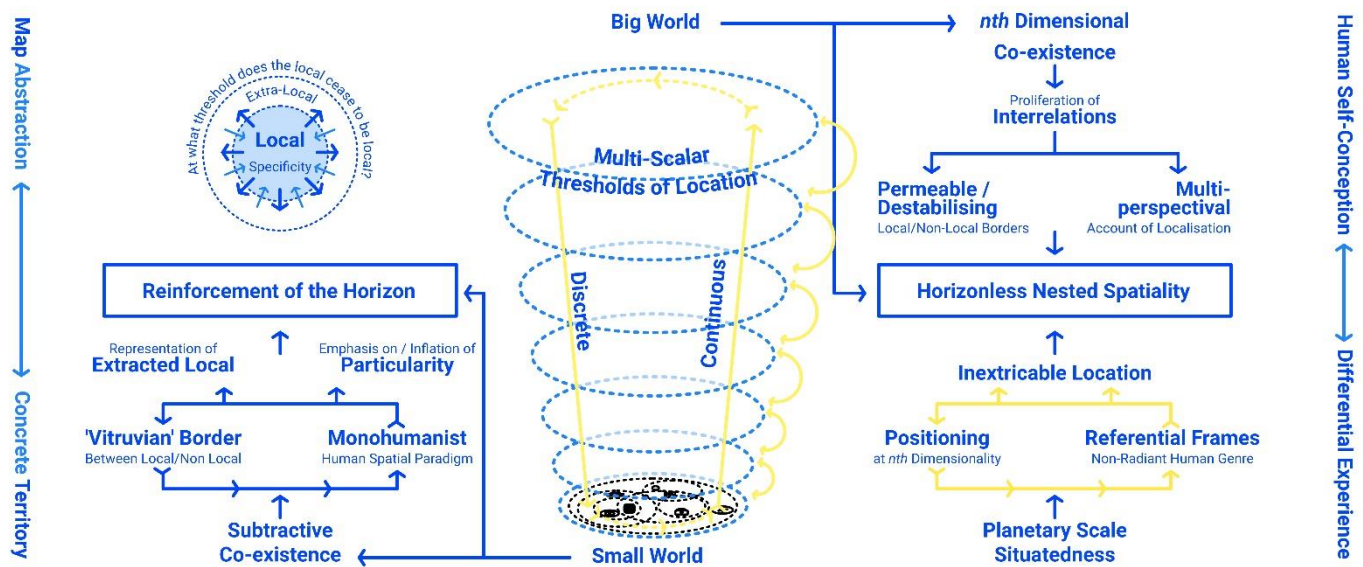 Map Abstraction
Concrete Territory
At what threshold does the local cease to be local?
Extra-Local
Local
Specificity
Reinforcement of the Horizon
Representation of
Extracted Local
Emphasis on / Inflation of
Particularity
'Vitruvian' Border
Between Local/Non Local
Monohumanist
Human Spatial Paradigm
Subtractive
Co-existence
Big World
Multi-Scalar
Thresholds of Location
Discrete
Continuous
Small World
nth Dimensional
Co-existence
Proliferation of
Interrelations
Permeable /
Destabilising
Local/Non-Local Borders
Multi-
perspectival
Account of Localisation
Horizonless Nested Spatiality
Inextricable Location
Positioning
at nth Dimensionality
Referential Frames
Non-Radiant Human Genre
Planetary Scale
Situatedness
Human Self-Conception
Differential Experience